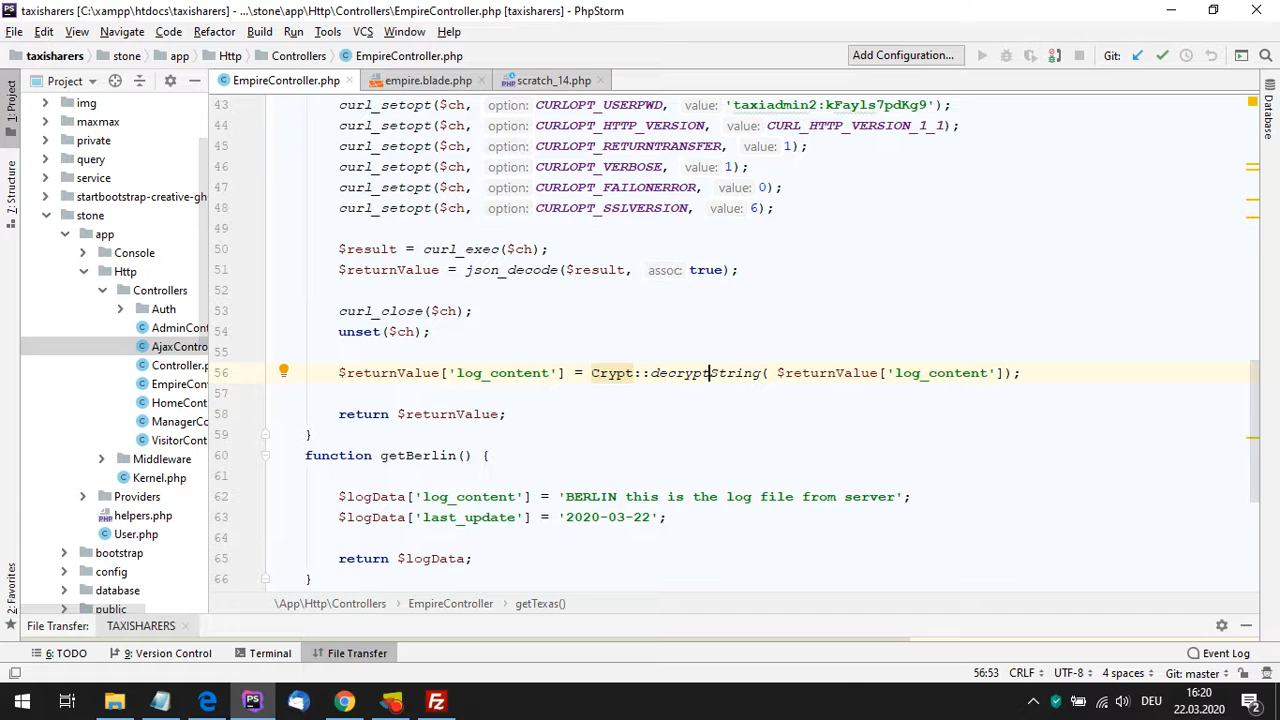 taxisharers [C:\xampp\htdocs\taxisharers] - ...\stone\app\Http\Controllers\EmpireController.php [taxisharers] - PhpStorm
File Edit View Navigate Code Refactor Build Run Tools VCS Window Help
taxisharers stone app Http Controllers EmpireController.php Add Configuration... Git:
Project EmpireController.php empire.blade.php scratch_14.php
1: Project
7: Structure
2: Favorites
Database
img
maxmax
private
query
service
startbootstrap-creative-gh
stone
app
Console
Http
Controllers
Auth
AdminCont
AjaxContro
Controller.p
EmpireCont
HomeCont
ManagerCo
VisitorCont
Middleware
Kernel.php
Providers
helpers.php
User.php
bootstrap
config
database
public
43 curl_setopt($ch, option: CURLOPT_USERPWD, value: 'taxiadmin2:kFayls7pdKg9');
44 curl_setopt($ch, option: CURLOPT_HTTP_VERSION, value: CURL_HTTP_VERSION_1_1);
45 curl_setopt($ch, option: CURLOPT_RETURNTRANSFER, value: 1);
46 curl_setopt($ch, option: CURLOPT_VERBOSE, value: 1);
47 curl_setopt($ch, option: CURLOPT_FAILONERROR, value: 0);
48 curl_setopt($ch, option: CURLOPT_SSLVERSION, value: 6);
49
50 $result = curl_exec($ch);
51 $returnValue = json_decode($result, assoc: true);
52
53 curl_close($ch);
54 unset($ch);
55
56 $returnValue['log_content'] = Crypt::decryptString( $returnValue['log_content']);
57
58 return $returnValue;
59 }
60 function getBerlin() {
61
62 $logData['log_content'] = 'BERLIN this is the log file from server';
63 $logData['last_update'] = '2020-03-22';
64
65 return $logData;
66 }
\App\Http\Controllers EmpireController getTexas()
File Transfer: TAXISHARERS
6: TODO 9: Version Control Terminal File Transfer Event Log
56:53 CRLF UTF-8 4 spaces master
DEU 16:20
22.03.2020 2